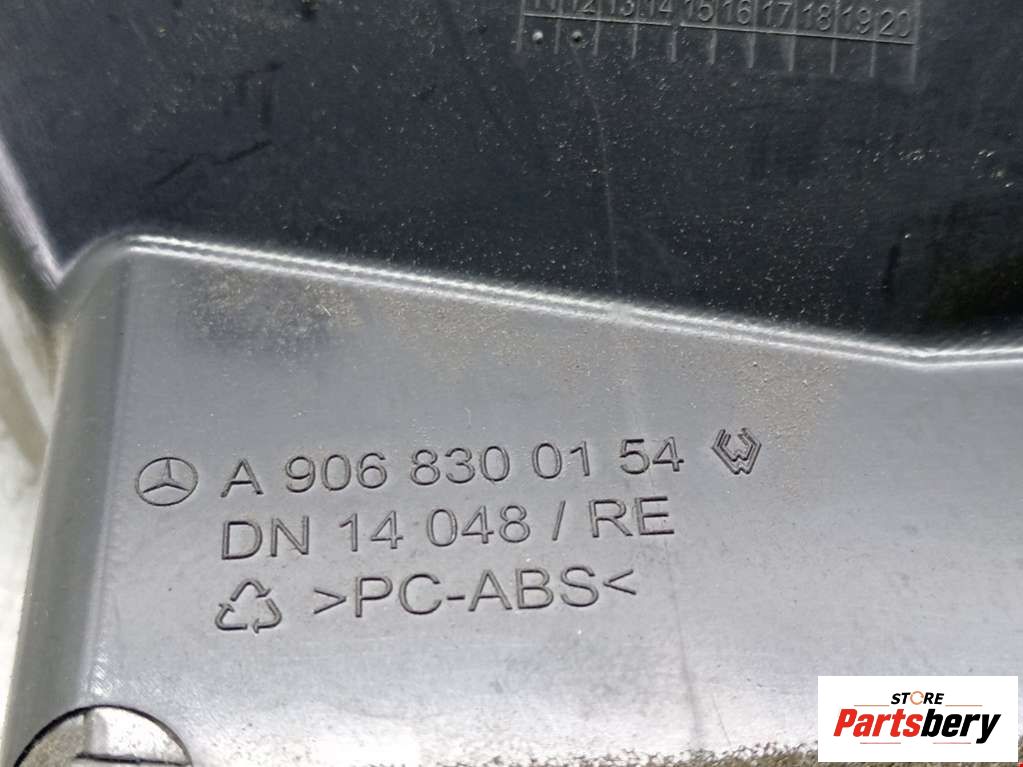 11 12 13 14 15 16 17 18 19 20
A 906 830 01 54
DN 14 048 / RE
>PC-ABS<
STORE
Partsbery